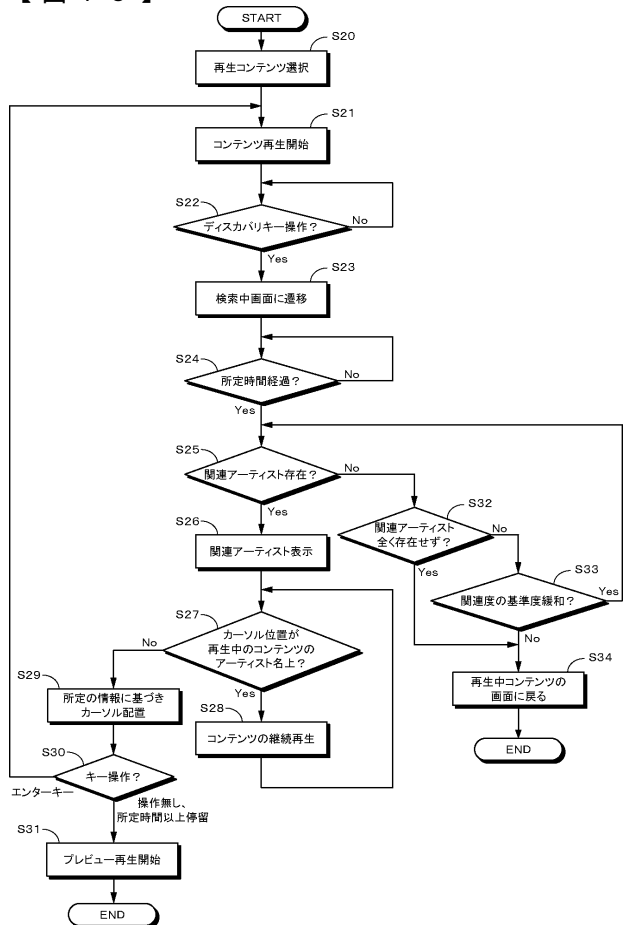 START
S20
再生コンテンツ選択
S21
コンテンツ再生開始
S22
ディスカバリキー操作？
No
Yes
S23
検索中画面に遷移
S24
所定時間経過？
No
Yes
S25
関連アーティスト存在？
No
Yes
S26
関連アーティスト表示
S32
関連アーティスト
全く存在せず？
No
Yes
S33
関連度の基準度緩和？
Yes
No
S34
再生中コンテンツの
画面に戻る
END
S27
カーソル位置が
再生中のコンテンツの
アーティスト名上？
No
Yes
S28
コンテンツの継続再生
S29
所定の情報に基づき
カーソル配置
S30
キー操作？
エンターキー
操作無し、
所定時間以上停留
S31
プレビュー再生開始
END